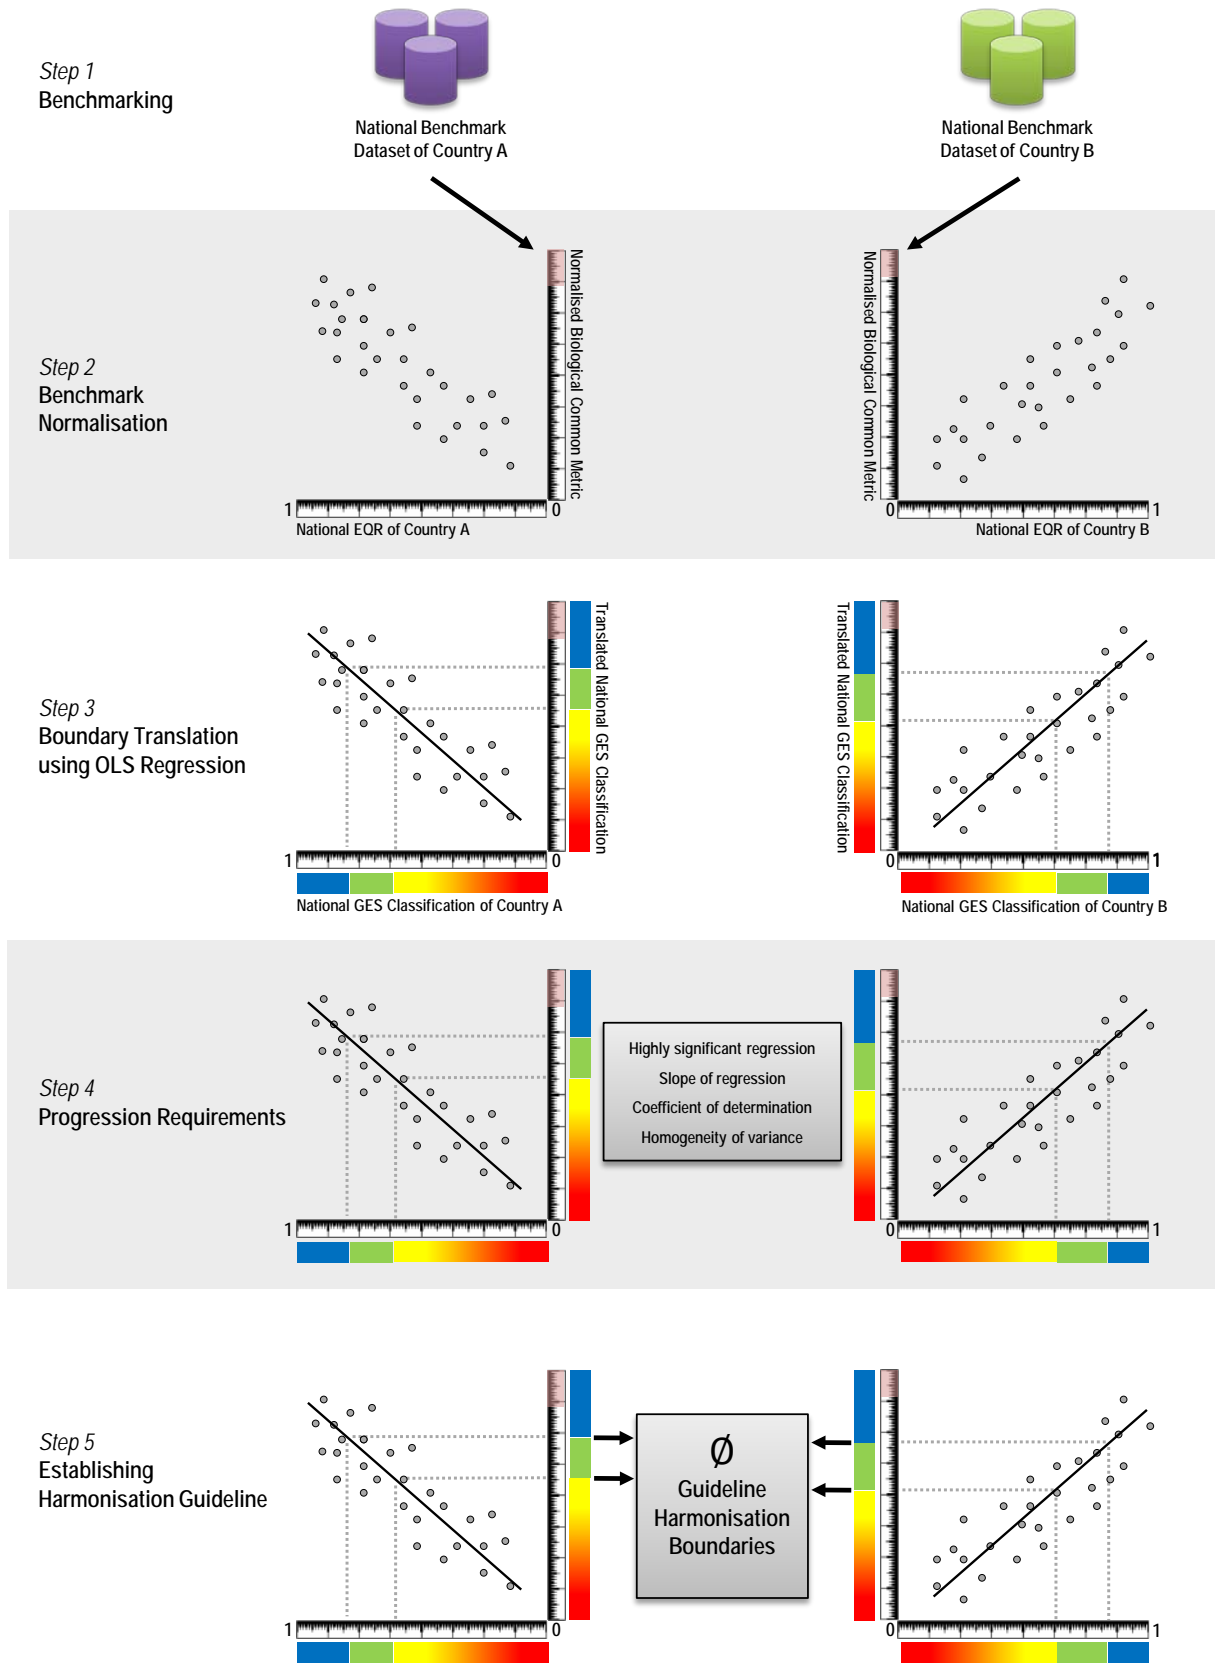 Step 1
Benchmarking
National Benchmark
Dataset of Country A
National Benchmark
Dataset of Country B
Step 2
Benchmark
Normalisation
Normalised Biological Common Metric
1
0
National EQR of Country A
Normalised Biological Common Metric
0
1
National EQR of Country B
Step 3
Boundary Translation
using OLS Regression
Translated National GES Classification
1
0
National GES Classification of Country A
Translated National GES Classification
0
1
National GES Classification of Country B
Step 4
Progression Requirements
1
0
Highly significant regression
Slope of regression
Coefficient of determination
Homogeneity of variance
0
1
Step 5
Establishing
Harmonisation Guideline
1
0
Ø
Guideline
Harmonisation
Boundaries
0
1